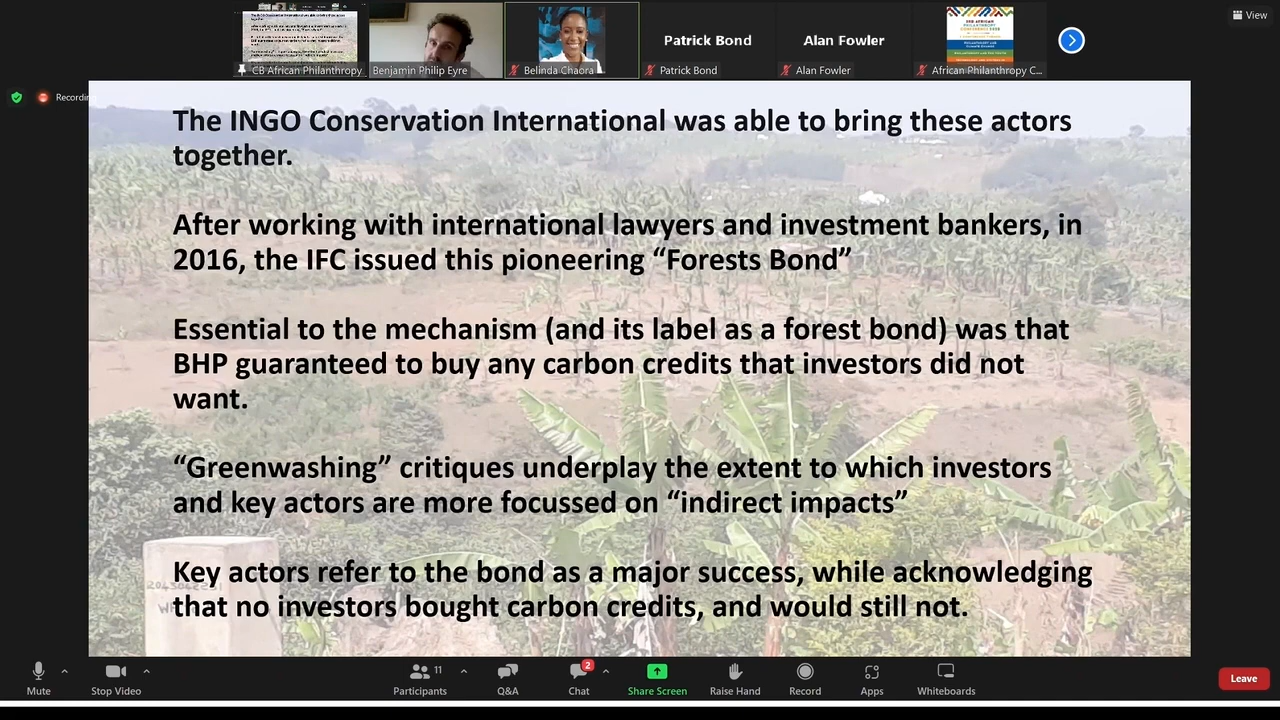 View
Patrick Bond
Alan Fowler
CB African Philanthropy
Benjamin Philip Eyre
Belinda Chaora
Patrick Bond
Alan Fowler
African Philanthropy C...
Recordin
The INGO Conservation International was able to bring these actors
together.
After working with international lawyers and investment bankers, in
2016, the IFC issued this pioneering “Forests Bond”
Essential to the mechanism (and its label as a forest bond) was that
BHP guaranteed to buy any carbon credits that investors did not
want.
“Greenwashing” critiques underplay the extent to which investors
and key actors are more focussed on “indirect impacts”
Key actors refer to the bond as a major success, while acknowledging
that no investors bought carbon credits, and would still not.
Mute
Stop Video
11
Participants
Q&A
2
Chat
Share Screen
Raise Hand
Record
Apps
Whiteboards
Leave